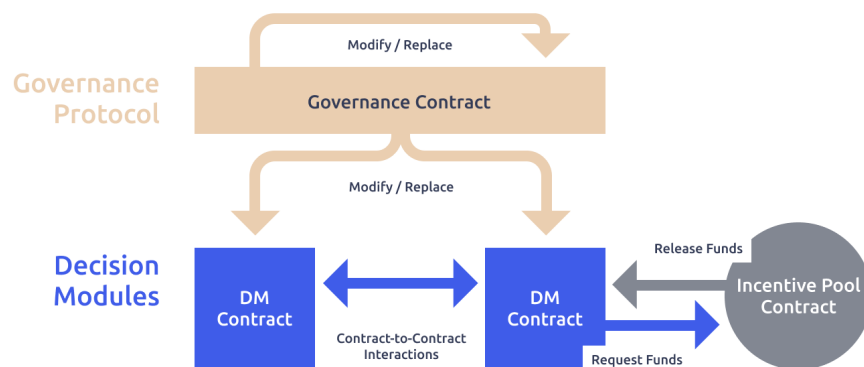 Modify / Replace
Governance
Protocol
Governance Contract
Modify / Replace
Decision
Modules
DM
Contract
Contract-to-Contract
Interactions
DM
Contract
Release Funds
Request Funds
Incentive Pool
Contract